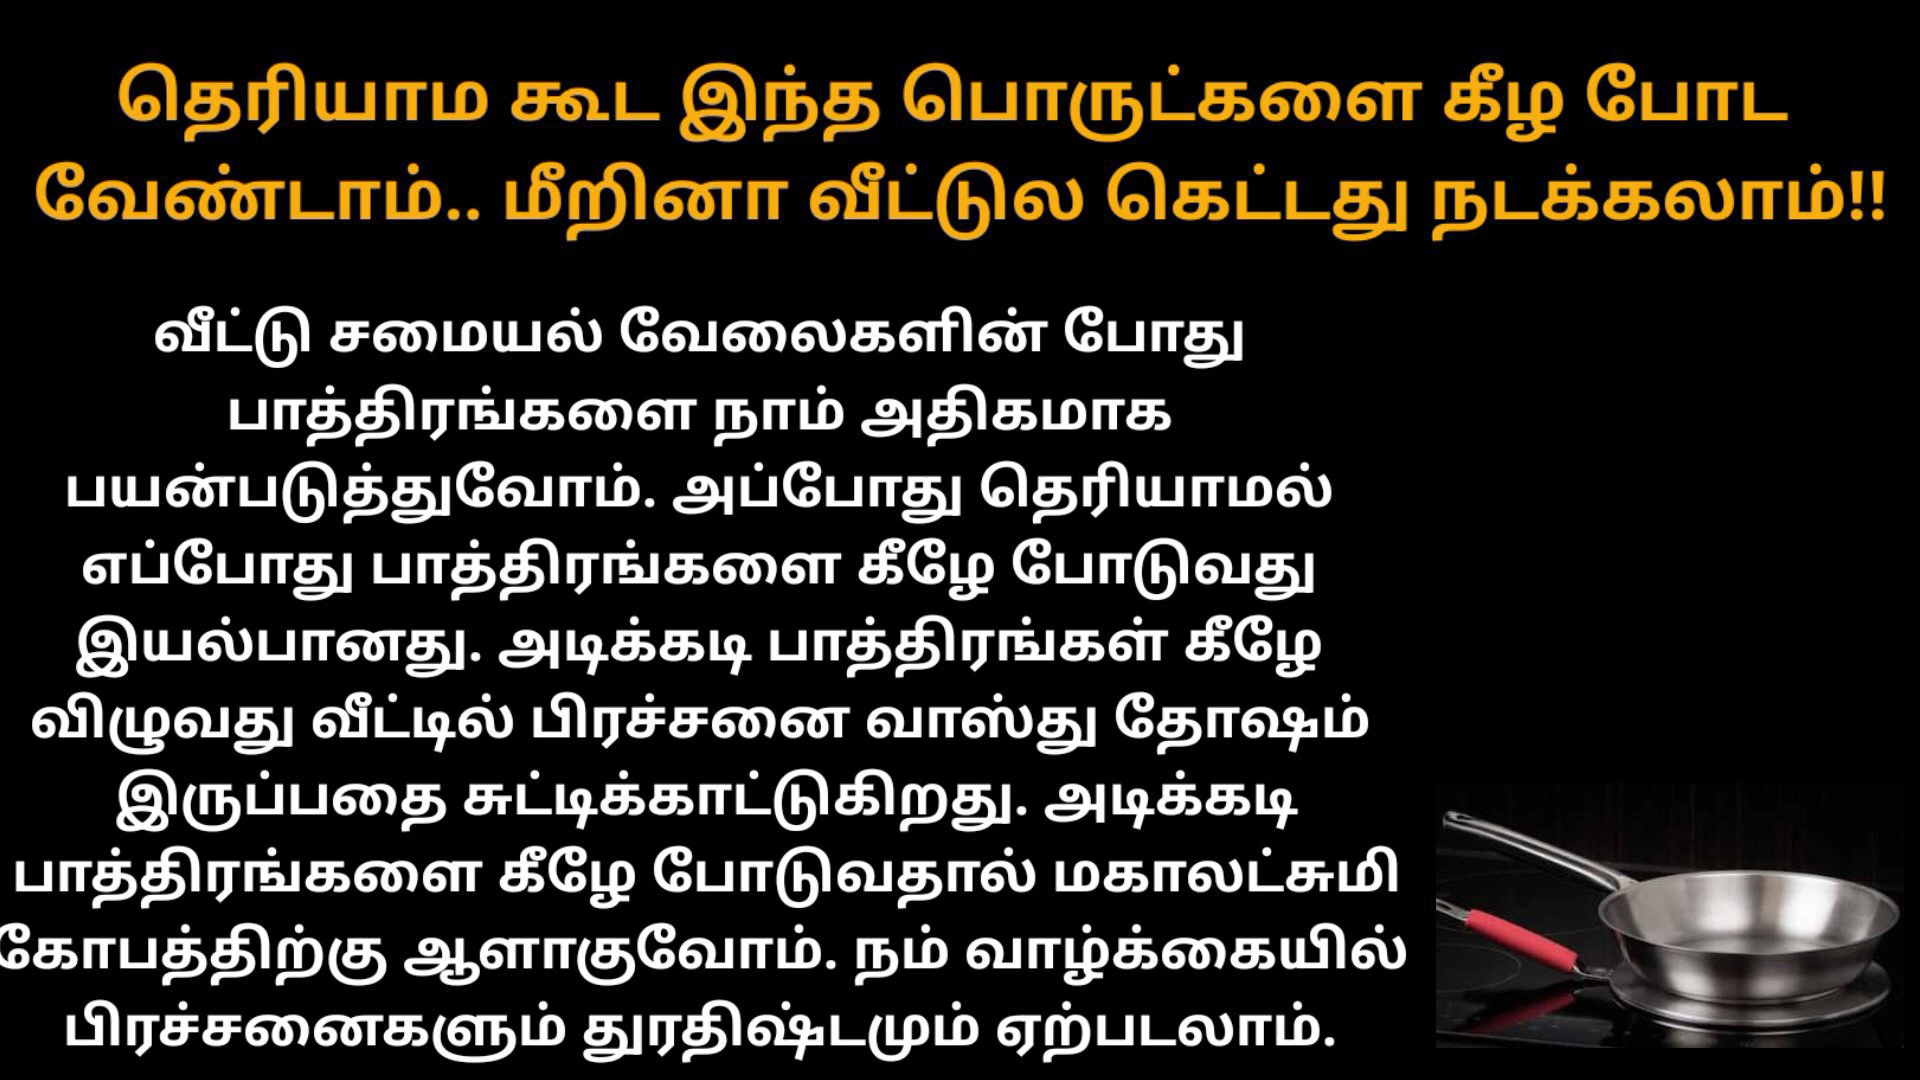 தெரியாம கூட இந்த பொருட்களை கீழ போட
வேண்டாம்.. மீறினா வீட்டுல கெட்டது நடக்கலாம்!!
வீட்டு சமையல் வேலைகளின் போது
பாத்திரங்களை நாம் அதிகமாக
பயன்படுத்துவோம். அப்போது தெரியாமல்
எப்போது பாத்திரங்களை கீழே போடுவது
இயல்பானது. அடிக்கடி பாத்திரங்கள் கீழே
விழுவது வீட்டில் பிரச்சனை வாஸ்து தோஷம்
இருப்பதை சுட்டிக்காட்டுகிறது. அடிக்கடி
பாத்திரங்களை கீழே போடுவதால் மகாலட்சுமி
கோபத்திற்கு ஆளாகுவோம். நம் வாழ்க்கையில்
பிரச்சனைகளும் துரதிஷ்டமும் ஏற்படலாம்.